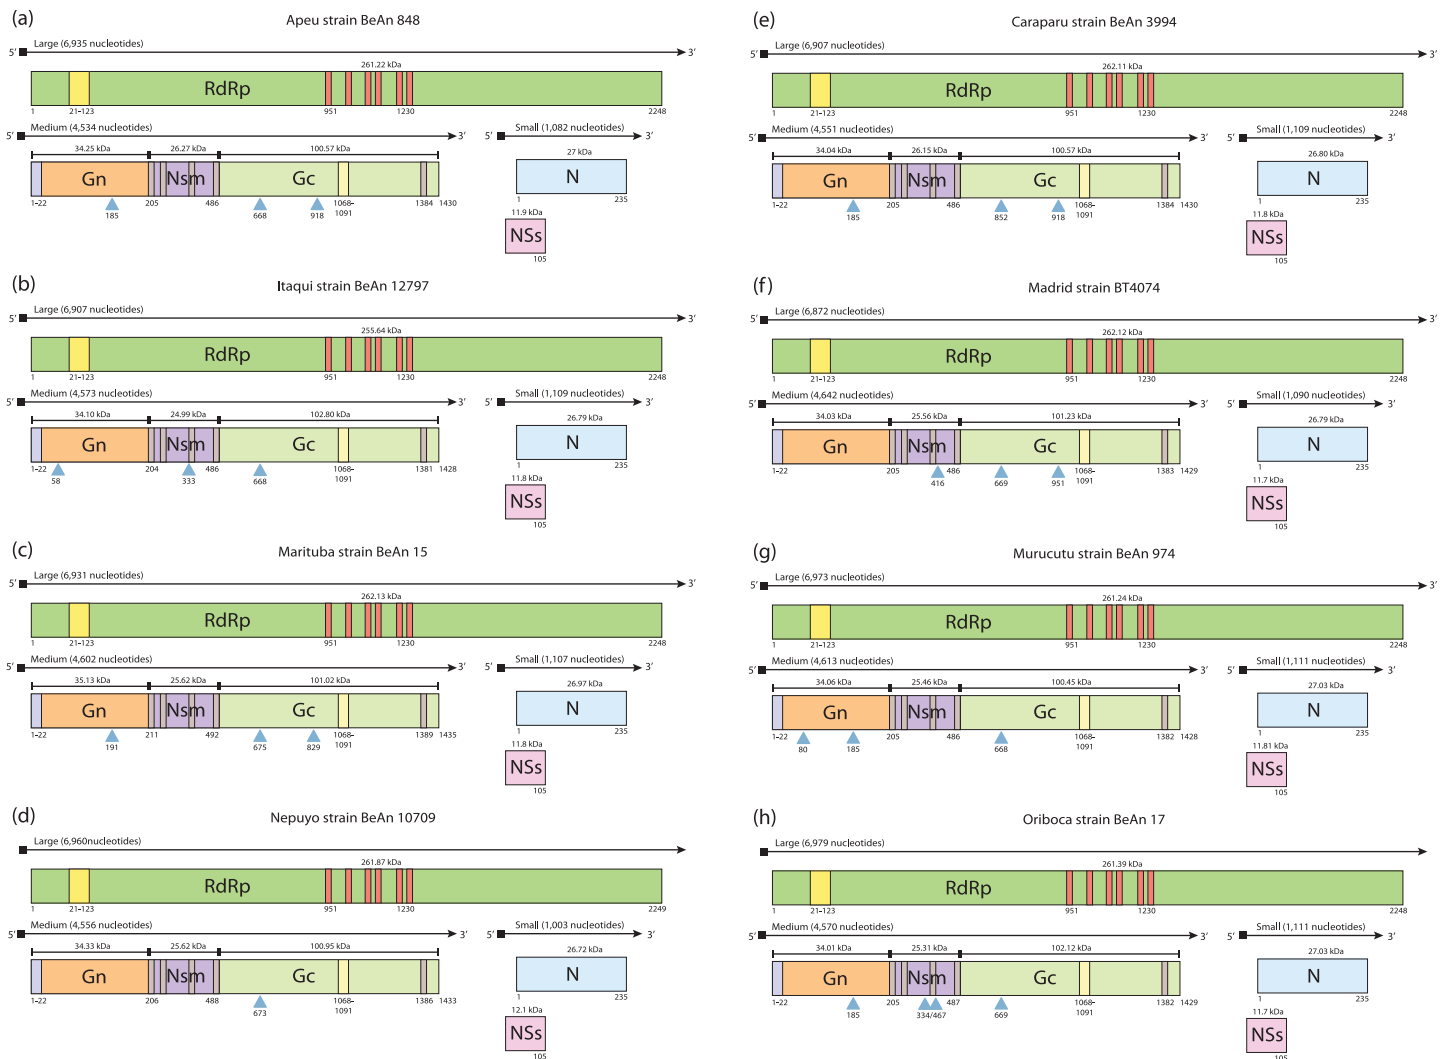 (a)
Apeu strain BeAn 848
Large (6,935 nucleotides)
5′ 3′
261.22 kDa
RdRp
1 21–123 951 1230 2248
Medium (4,534 nucleotides)
5′ 3′
34.25 kDa 26.27 kDa 100.57 kDa
Gn Nsm Gc
1–22 205 486 1068– 1384 1430
185 668 918 1091
Small (1,082 nucleotides)
5′ 3′
27 kDa
N
1 235
11.9 kDa
NSs
105
(b)
Itaqui strain BeAn 12797
Large (6,907 nucleotides)
5′ 3′
255.64 kDa
RdRp
1 21–123 951 1230 2248
Medium (4,573 nucleotides)
5′ 3′
34.10 kDa 24.99 kDa 102.80 kDa
Gn Nsm Gc
1–22 204 486 1068– 1381 1428
58 333 668 1091
Small (1,109 nucleotides)
5′ 3′
26.79 kDa
N
1 235
11.8 kDa
NSs
105
(c)
Marituba strain BeAn 15
Large (6,931 nucleotides)
5′ 3′
262.13 kDa
RdRp
1 21–123 951 1230 2248
Medium (4,602 nucleotides)
5′ 3′
35.13 kDa 25.62 kDa 101.02 kDa
Gn Nsm Gc
1–22 211 492 1068– 1389 1435
191 675 829 1091
Small (1,107 nucleotides)
5′ 3′
26.97 kDa
N
1 235
11.8 kDa
NSs
105
(d)
Nepuyo strain BeAn 10709
Large (6,960nucleotides)
261.87 kDa
RdRp
1 21–123 951 1230 2249
Medium (4,556 nucleotides)
5′ 3′
34.33 kDa 25.62 kDa 100.95 kDa
Gn Nsm Gc
1–22 206 488 1068– 1386 1433
673 1091
Small (1,003 nucleotides)
5′ 3′
26.72 kDa
N
1 235
12.1 kDa
NSs
105
(e)
Caraparu strain BeAn 3994
Large (6,907 nucleotides)
5′ 3′
262.11 kDa
RdRp
1 21–123 951 1230 2248
Medium (4,551 nucleotides)
5′ 3′
34.04 kDa 26.15 kDa 100.57 kDa
Gn Nsm Gc
1–22 205 486 1068– 1384 1430
185 852 918 1091
Small (1,109 nucleotides)
5′ 3′
26.80 kDa
N
1 235
11.8 kDa
NSs
105
(f)
Madrid strain BT4074
Large (6,872 nucleotides)
5′ 3′
262.12 kDa
RdRp
1 21–123 951 1230 2248
Medium (4,642 nucleotides)
5′ 3′
34.03 kDa 25.56 kDa 101.23 kDa
Gn Nsm Gc
1–22 205 486 1068– 1383 1429
416 669 951 1091
Small (1,090 nucleotides)
5′ 3′
26.79 kDa
N
1 235
11.7 kDa
NSs
105
(g)
Murucutu strain BeAn 974
Large (6,973 nucleotides)
5′ 3′
261.24 kDa
RdRp
1 21–123 951 1230 2248
Medium (4,613 nucleotides)
5′ 3′
34.06 kDa 25.46 kDa 100.45 kDa
Gn Nsm Gc
1–22 205 486 1068– 1382 1428
80 185 668 1091
Small (1,111 nucleotides)
5′ 3′
27.03 kDa
N
1 235
11.81 kDa
NSs
105
(h)
Oriboca strain BeAn 17
Large (6,979 nucleotides)
261.39 kDa
RdRp
1 21–123 951 1230 2248
Medium (4,570 nucleotides)
5′ 3′
34.01 kDa 25.31 kDa 102.12 kDa
Gn Nsm Gc
1–22 205 487 1068– 1382 1429
185 334/467 669 1091
Small (1,111 nucleotides)
5′ 3′
27.03 kDa
N
1 235
11.7 kDa
NSs
105